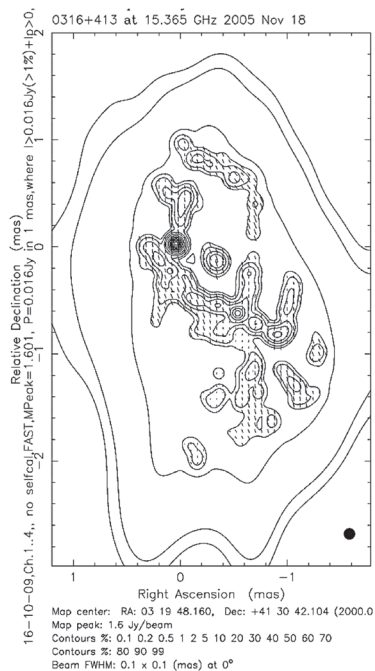 0316+413 at 15.365 GHz 2005 Nov 18
16-10-09,Ch.1..4,, no selfcal,FAST,MPeak=1.601, P=0.016Jy in 1 mas,where I>0.016Jy(>1%)+Ip>0,
Relative Declination (mas)
2
1
0
−1
−2
1 0 −1
Right Ascension (mas)
Map center: RA: 03 19 48.160, Dec: +41 30 42.104 (2000.0
Map peak: 1.6 Jy/beam
Contours %: 0.1 0.2 0.5 1 2 5 10 20 30 40 50 60 70
Contours %: 80 90 99
Beam FWHM: 0.1 x 0.1 (mas) at 0°